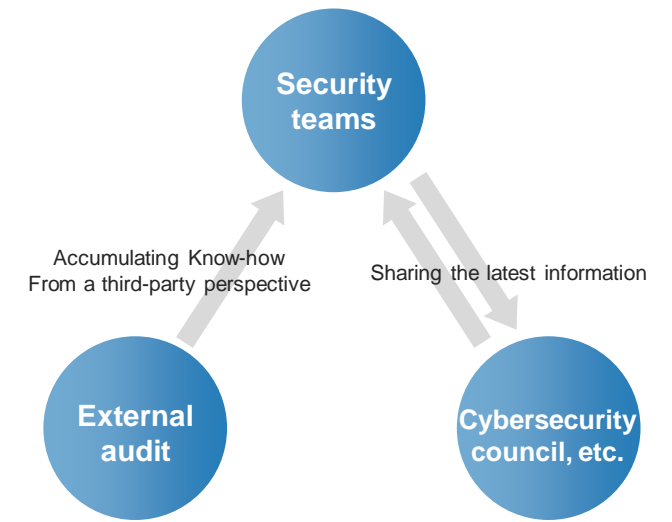 Security
teams
Accumulating Know-how
From a third-party perspective
Sharing the latest information
External
audit
Cybersecurity
council, etc.